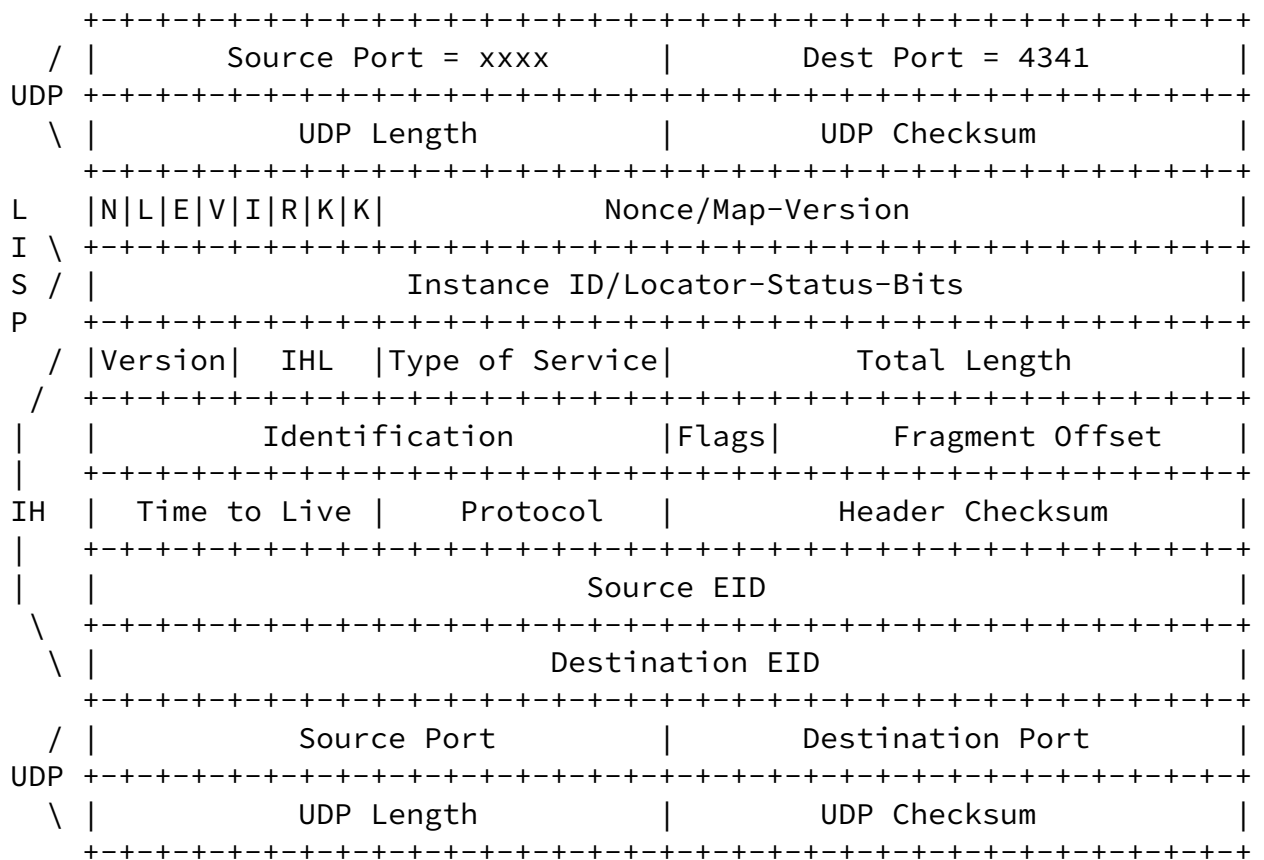 +-+-+-+-+-+-+-+-+-+-+-+-+-+-+-+-+-+-+-+-+-+-+-+-+-+-+-+-+-+-+-+-+
  / |       Source Port = xxxx      |       Dest Port = 4341        |
UDP +-+-+-+-+-+-+-+-+-+-+-+-+-+-+-+-+-+-+-+-+-+-+-+-+-+-+-+-+-+-+-+-+
  \ |           UDP Length          |        UDP Checksum           |
    +-+-+-+-+-+-+-+-+-+-+-+-+-+-+-+-+-+-+-+-+-+-+-+-+-+-+-+-+-+-+-+-+
L   |N|L|E|V|I|R|K|K|            Nonce/Map-Version                  |
I \ +-+-+-+-+-+-+-+-+-+-+-+-+-+-+-+-+-+-+-+-+-+-+-+-+-+-+-+-+-+-+-+-+
S / |                 Instance ID/Locator-Status-Bits               |
P   +-+-+-+-+-+-+-+-+-+-+-+-+-+-+-+-+-+-+-+-+-+-+-+-+-+-+-+-+-+-+-+-+
  / |Version|  IHL  |Type of Service|          Total Length         |
 /  +-+-+-+-+-+-+-+-+-+-+-+-+-+-+-+-+-+-+-+-+-+-+-+-+-+-+-+-+-+-+-+-+
|   |         Identification        |Flags|      Fragment Offset    |
|   +-+-+-+-+-+-+-+-+-+-+-+-+-+-+-+-+-+-+-+-+-+-+-+-+-+-+-+-+-+-+-+-+
IH  |  Time to Live |    Protocol   |         Header Checksum       |
|   +-+-+-+-+-+-+-+-+-+-+-+-+-+-+-+-+-+-+-+-+-+-+-+-+-+-+-+-+-+-+-+-+
|   |                           Source EID                          |
 \  +-+-+-+-+-+-+-+-+-+-+-+-+-+-+-+-+-+-+-+-+-+-+-+-+-+-+-+-+-+-+-+-+
  \ |                         Destination EID                       |
    +-+-+-+-+-+-+-+-+-+-+-+-+-+-+-+-+-+-+-+-+-+-+-+-+-+-+-+-+-+-+-+-+
  / |           Source Port         |       Destination Port        |
UDP +-+-+-+-+-+-+-+-+-+-+-+-+-+-+-+-+-+-+-+-+-+-+-+-+-+-+-+-+-+-+-+-+
  \ |           UDP Length          |        UDP Checksum           |
    +-+-+-+-+-+-+-+-+-+-+-+-+-+-+-+-+-+-+-+-+-+-+-+-+-+-+-+-+-+-+-+-+